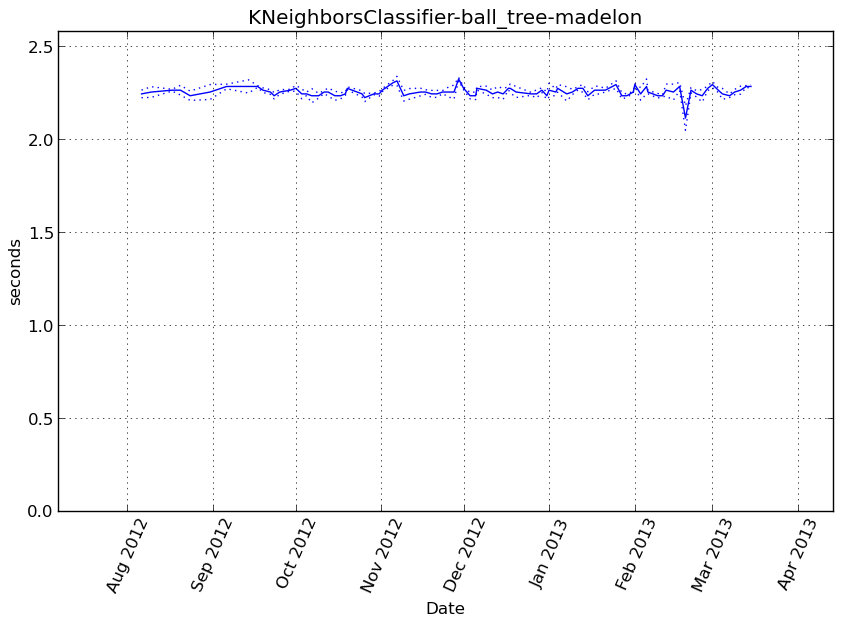 KNeighborsClassifier-ball_tree-madelon
2.5
2.0
1.5
1.0
0.5
0.0
seconds
Aug 2012
Sep 2012
Oct 2012
Nov 2012
Dec 2012
Jan 2013
Feb 2013
Mar 2013
Apr 2013
Date